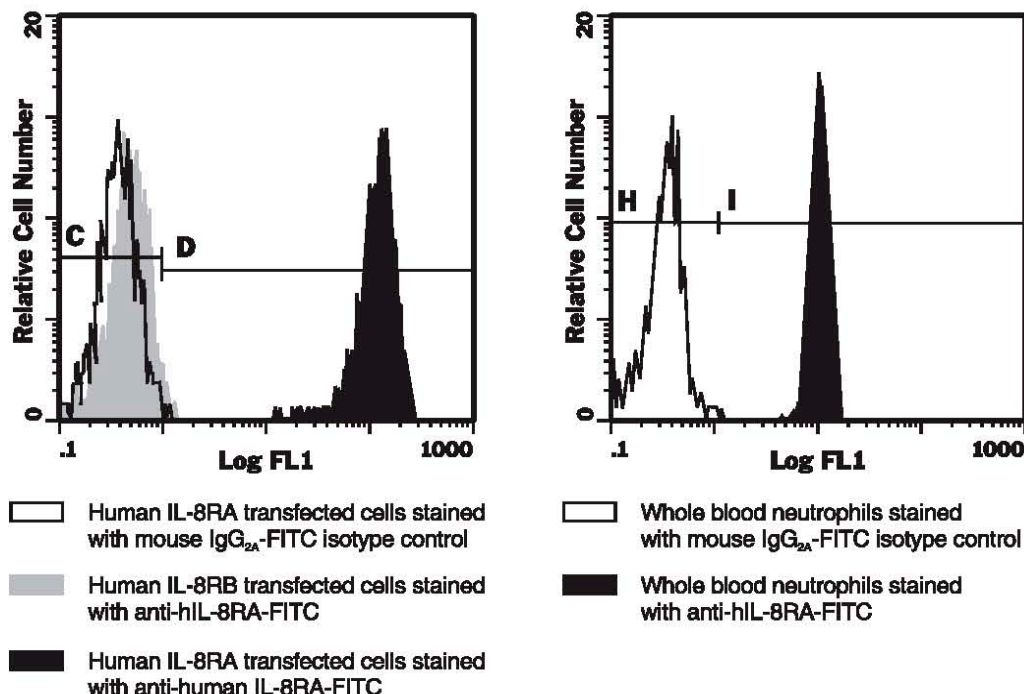 20
Relative Cell Number
C
D
0
.1
1000
Log FL1
Human IL-8RA transfected cells stained
with mouse IgG2A-FITC isotype control
Human IL-8RB transfected cells stained
with anti-hIL-8RA-FITC
Human IL-8RA transfected cells stained
with anti-human IL-8RA-FITC
20
Relative Cell Number
H
I
0
.1
1000
Log FL1
Whole blood neutrophils stained
with mouse IgG2A-FITC isotype control
Whole blood neutrophils stained
with anti-hIL-8RA-FITC